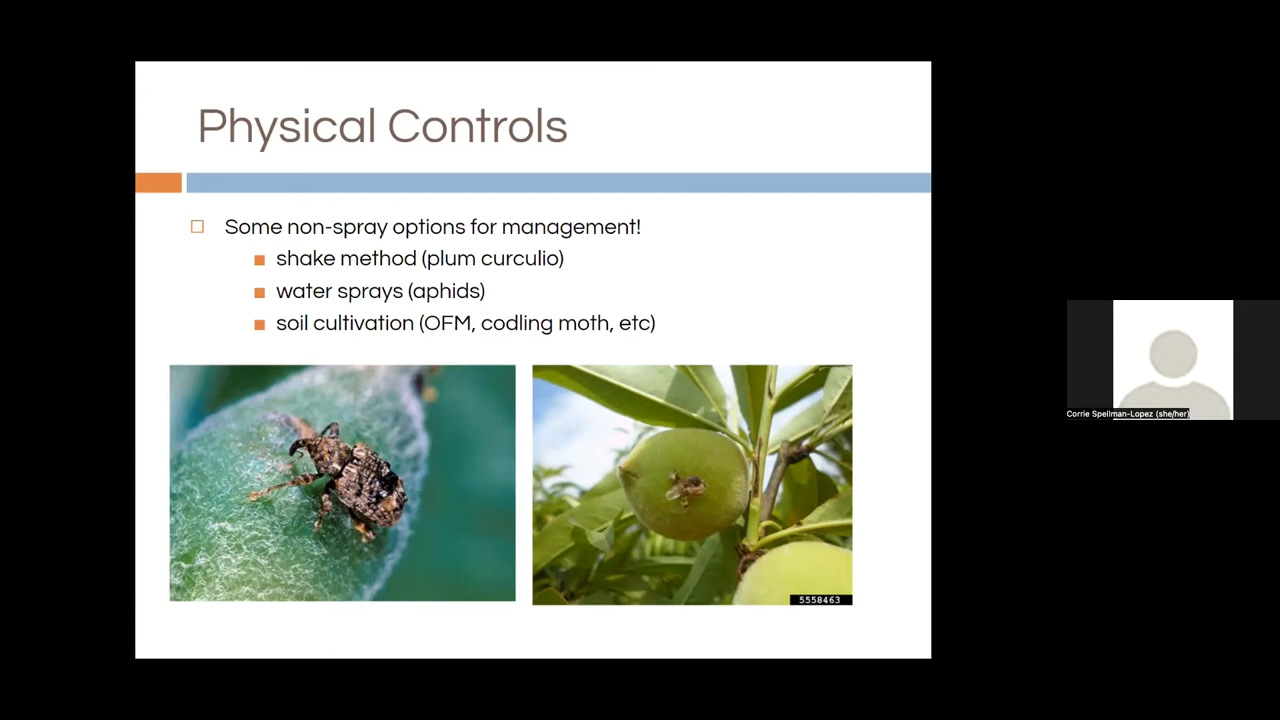 Physical Controls
Some non-spray options for management!
shake method (plum curculio)
water sprays (aphids)
soil cultivation (OFM, codling moth, etc)
5558463
Corrie Spellman-Lopez (she/her)